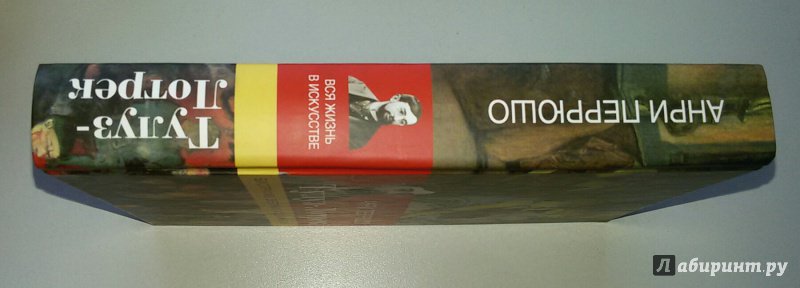 АНРИ ПЕРРЮШО
ВСЯ ЖИЗНЬ
В ИСКУССТВЕ
Тулуз-
Лотрек
Лабиринт.ру